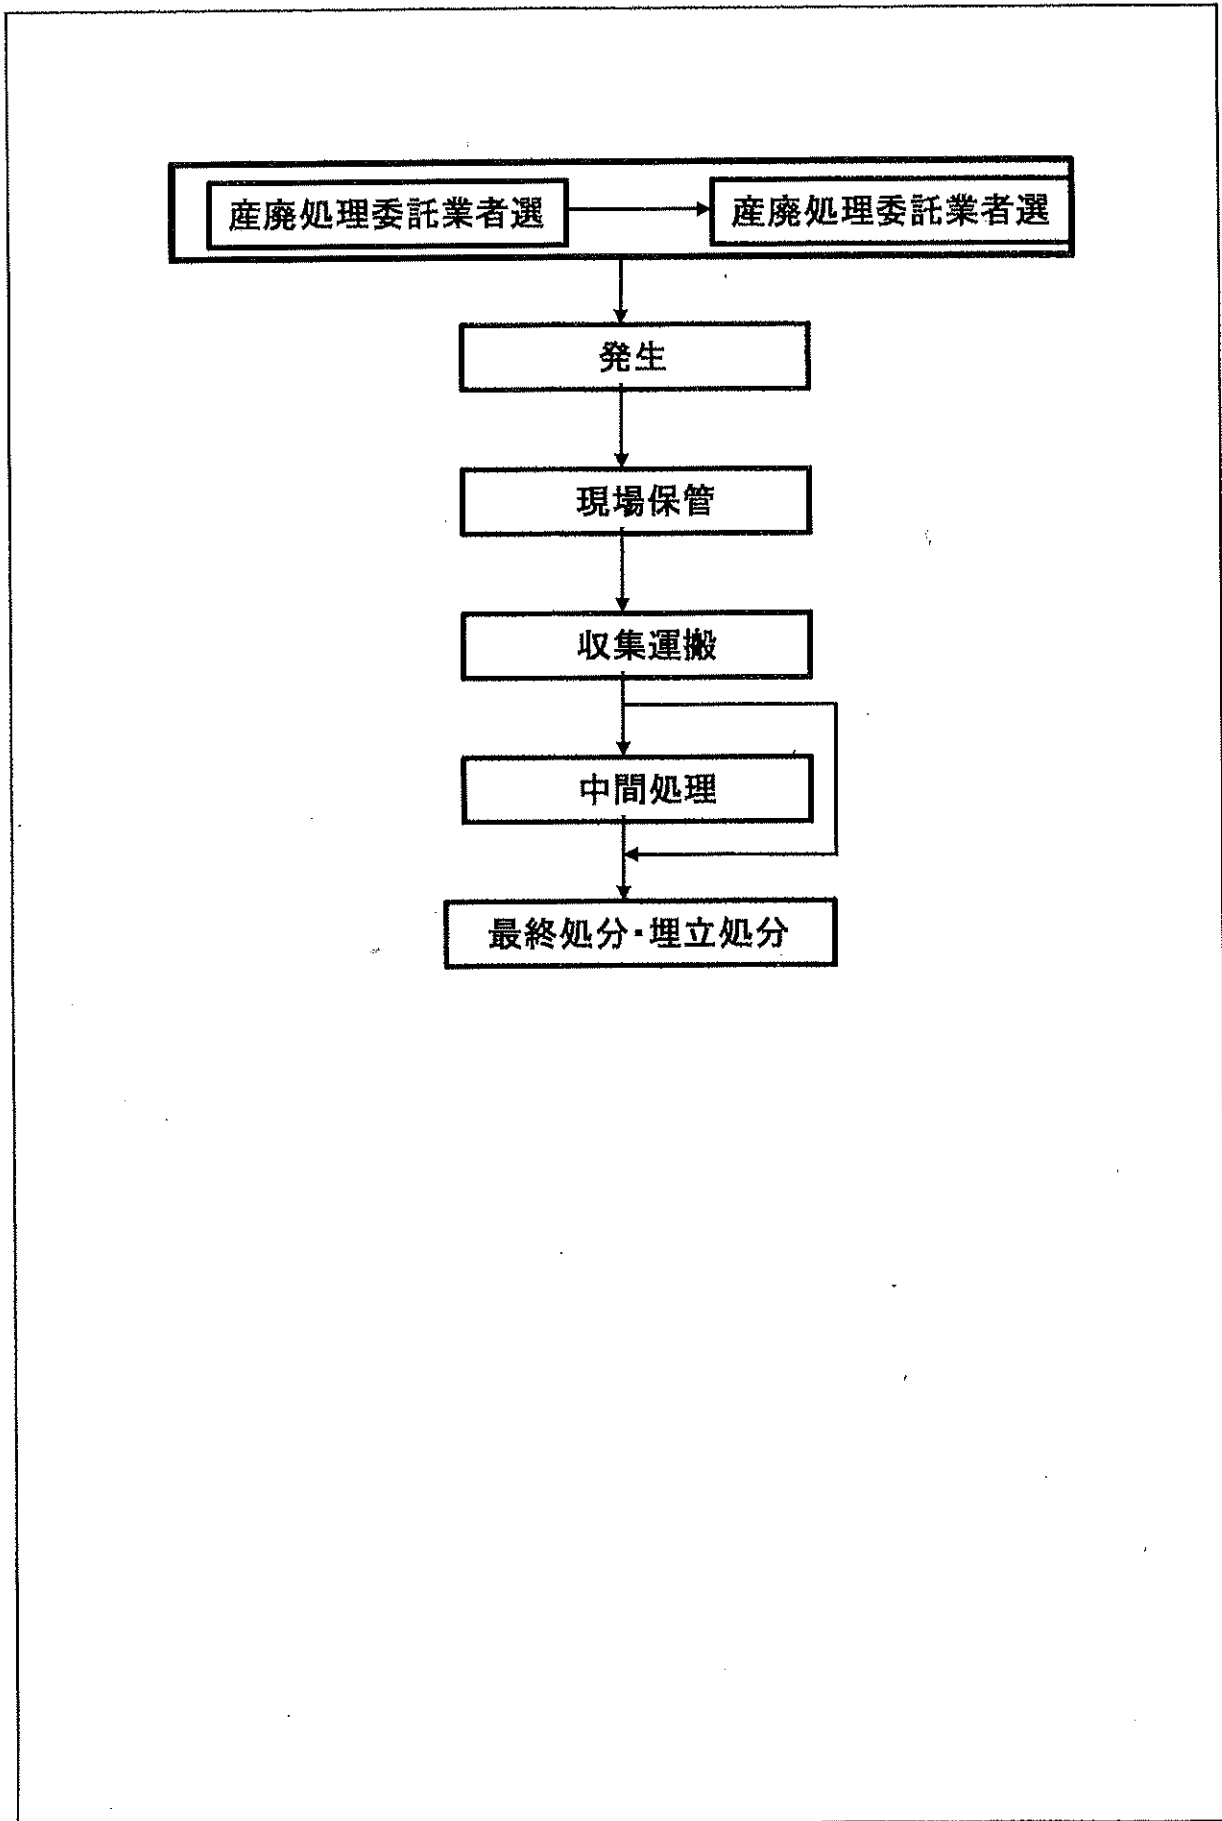 産廃処理委託業者選
産廃処理委託業者選
発生
現場保管
収集運搬
中間処理
最終処分・埋立処分